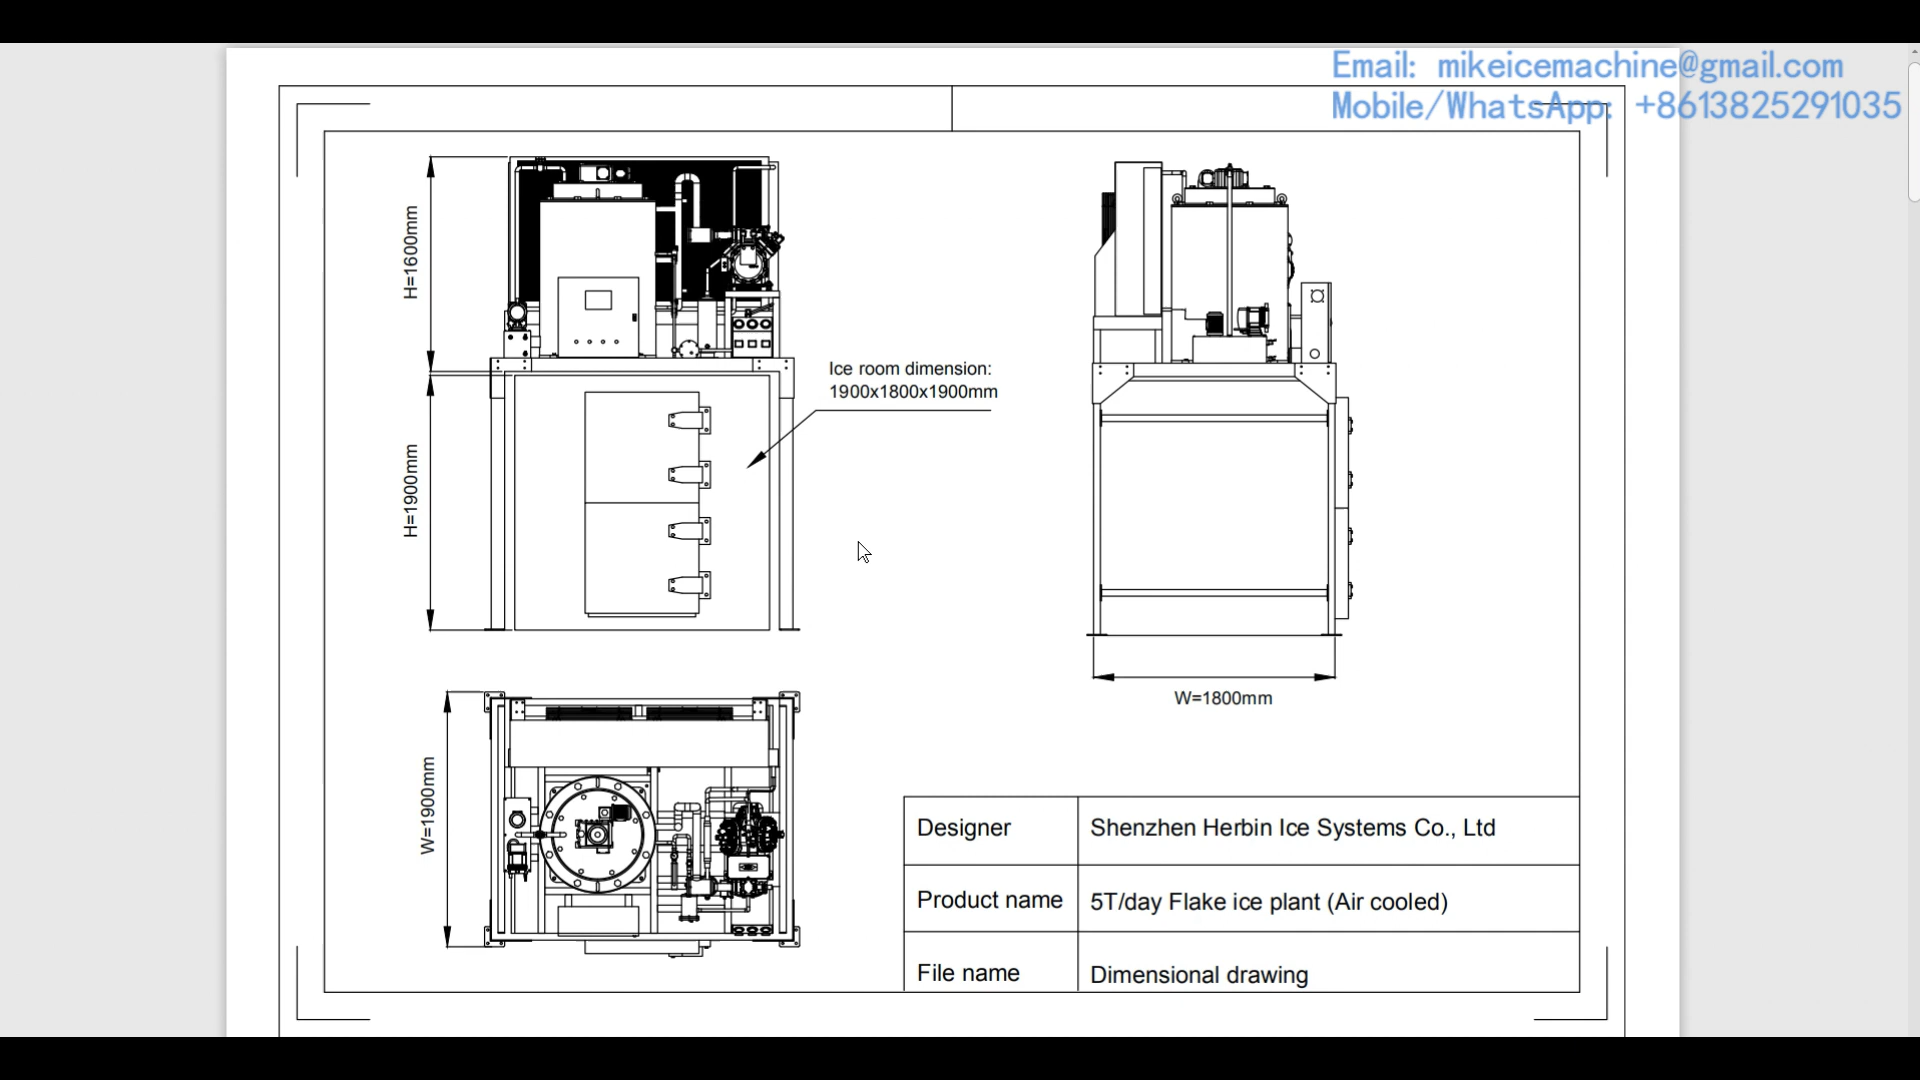 Email: mikeicemachine@gmail.com
Mobile/WhatsApp: +8613825291035
H=1600mm
Ice room dimension:
1900x1800x1900mm
H=1900mm
W=1800mm
W=1900mm
Designer
Shenzhen Herbin Ice Systems Co., Ltd
Product name
5T/day Flake ice plant (Air cooled)
File name
Dimensional drawing